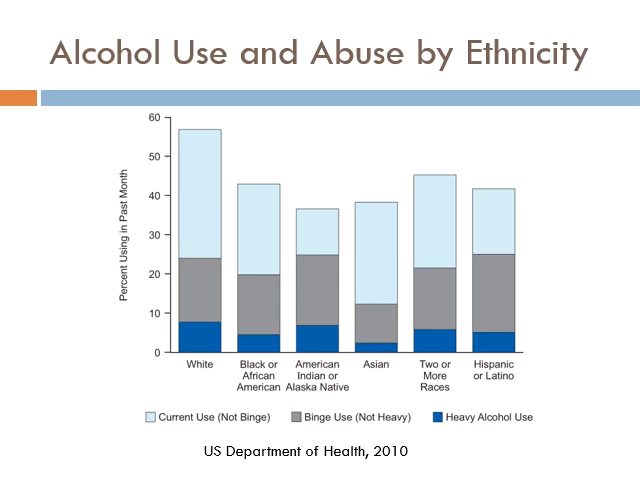 Alcohol Use and Abuse by Ethnicity
60
50
40
30
20
10
0
Percent Using in Past Month
White
Black or
African
American
American
Indian or
Alaska Native
Asian
Two or
More
Races
Hispanic
or Latino
Current Use (Not Binge)
Binge Use (Not Heavy)
Heavy Alcohol Use
US Department of Health, 2010